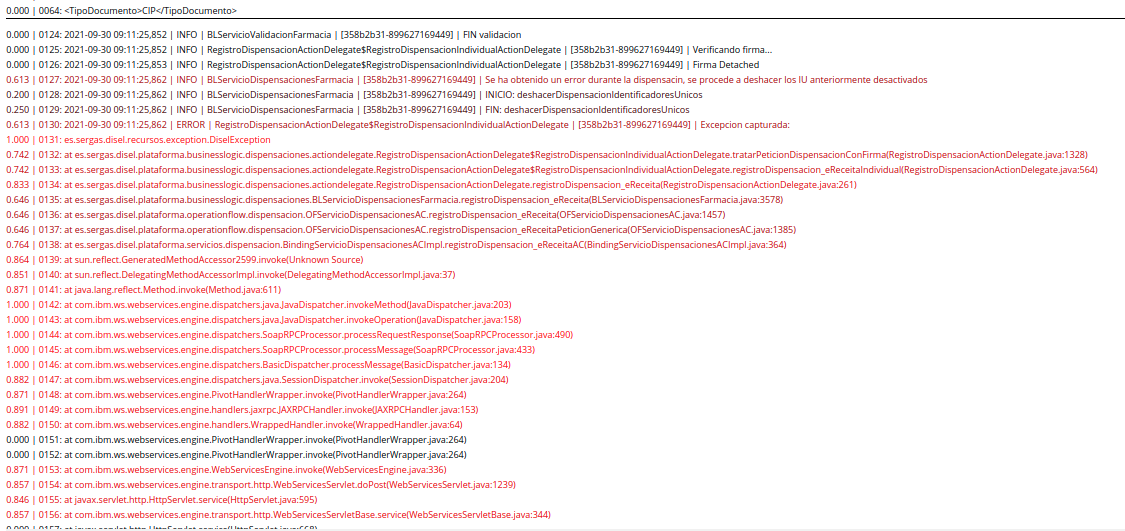 0.000 | 0064: <TipoDocumento>CIP</TipoDocumento>
0.000 | 0124: 2021-09-30 09:11:25,852 | INFO | BLServicioValidacionFarmacia | [358b2b31-899627169449] | FIN validacion
0.000 | 0125: 2021-09-30 09:11:25,852 | INFO | RegistroDispensacionActionDelegate$RegistroDispensacionIndividualActionDelegate | [358b2b31-899627169449] | Verificando firma...
0.000 | 0126: 2021-09-30 09:11:25,853 | INFO | RegistroDispensacionActionDelegate$RegistroDispensacionIndividualActionDelegate | [358b2b31-899627169449] | Firma Detached
0.613 | 0127: 2021-09-30 09:11:25,862 | INFO | BLServicioDispensacionesFarmacia | [358b2b31-899627169449] | Se ha obtenido un error durante la dispensacin, se procede a deshacer los IU anteriormente desactivados
0.200 | 0128: 2021-09-30 09:11:25,862 | INFO | BLServicioDispensacionesFarmacia | [358b2b31-899627169449] | INICIO: deshacerDispensacionIdentificadoresUnicos
0.250 | 0129: 2021-09-30 09:11:25,862 | INFO | BLServicioDispensacionesFarmacia | [358b2b31-899627169449] | FIN: deshacerDispensacionIdentificadoresUnicos
0.613 | 0130: 2021-09-30 09:11:25,862 | ERROR | RegistroDispensacionActionDelegate$RegistroDispensacionIndividualActionDelegate | [358b2b31-899627169449] | Excepcion capturada:
1.000 | 0131: es.sergas.disel.recursos.exception.DiselException
0.742 | 0132: at es.sergas.disel.plataforma.businesslogic.dispensaciones.actiondelegate.RegistroDispensacionActionDelegate$RegistroDispensacionIndividualActionDelegate.tratarPeticionDispensacionConFirma(RegistroDispensacionActionDelegate.java:1328)
0.742 | 0133: at es.sergas.disel.plataforma.businesslogic.dispensaciones.actiondelegate.RegistroDispensacionActionDelegate$RegistroDispensacionIndividualActionDelegate.registrodispensacion_eReceitaIndividual(RegistroDispensacionActionDelegate.java:564)
0.833 | 0134: at es.sergas.disel.plataforma.businesslogic.dispensaciones.actiondelegate.RegistroDispensacionActionDelegate.registrodispensacion_eReceita(RegistroDispensacionActionDelegate.java:261)
0.646 | 0135: at es.sergas.disel.plataforma.businesslogic.dispensaciones.BLServicioDispensacionesFarmacia.registroDispensacion_eReceita(BLServicioDispensacionesFarmacia.java:3578)
0.646 | 0136: at es.sergas.disel.plataforma.operationflow.dispensacion.OFServicioDispensacionesAC.registroDispensacion_eReceita(OFServicioDispensacionesAC.java:1457)
0.646 | 0137: at es.sergas.disel.plataforma.operationflow.dispensacion.OFServicioDispensacionesAC.registroDispensacion_eReceitaPeticionGenerica(OFServicioDispensacionesAC.java:1385)
0.764 | 0138: at es.sergas.disel.plataforma.servicios.dispensacion.BindingServicioDispensacionesACImpl.registroDispensacion_eReceitaAC(BindingServicioDispensacionesACImpl.java:364)
0.864 | 0139: at sun.reflect.GeneratedMethodAccessor2599.invoke(Unknown Source)
0.851 | 0140: at sun.reflect.DelegatingMethodAccessorImpl.invoke(DelegatingMethodAccessorImpl.java:37)
0.871 | 0141: at java.lang.reflect.Method.invoke(Method.java:611)
1.000 | 0142: at com.ibm.ws.webservices.engine.dispatchers.java.JavaDispatcher.invokeMethod(JavaDispatcher.java:203)
1.000 | 0143: at com.ibm.ws.webservices.engine.dispatchers.java.JavaDispatcher.invokeOperation(JavaDispatcher.java:158)
1.000 | 0144: at com.ibm.ws.webservices.engine.dispatchers.SoapRPCProcessor.processRequestResponse(SoapRPCProcessor.java:490)
1.000 | 0145: at com.ibm.ws.webservices.engine.dispatchers.SoapRPCProcessor.processMessage(SoapRPCProcessor.java:433)
1.000 | 0146: at com.ibm.ws.webservices.engine.dispatchers.BasicDispatcher.processMessage(BasicDispatcher.java:134)
0.882 | 0147: at com.ibm.ws.webservices.engine.dispatchers.java.SessionDispatcher.invoke(SessionDispatcher.java:204)
0.871 | 0148: at com.ibm.ws.webservices.engine.PivotHandlerWrapper.invoke(PivotHandlerWrapper.java:264)
0.891 | 0149: at com.ibm.ws.webservices.engine.handlers.jaxrpc.JAXRPCHandler.invoke(JAXRPCHandler.java:153)
0.882 | 0150: at com.ibm.ws.webservices.engine.handlers.WrappedHandler.invoke(WrappedHandler.java:64)
0.000 | 0151: at com.ibm.ws.webservices.engine.PivotHandlerWrapper.invoke(PivotHandlerWrapper.java:264)
0.000 | 0152: at com.ibm.ws.webservices.engine.PivotHandlerWrapper.invoke(PivotHandlerWrapper.java:264)
0.871 | 0153: at com.ibm.ws.webservices.engine.WebServicesEngine.invoke(WebServicesEngine.java:336)
0.857 | 0154: at com.ibm.ws.webservices.engine.transport.http.WebServicesServlet.doPost(WebServicesServlet.java:1239)
0.846 | 0155: at javax.servlet.http.HttpServlet.service(HttpServlet.java:595)
0.857 | 0156: at com.ibm.ws.webservices.engine.transport.http.WebServicesServletBase.service(WebServicesServletBase.java:344)